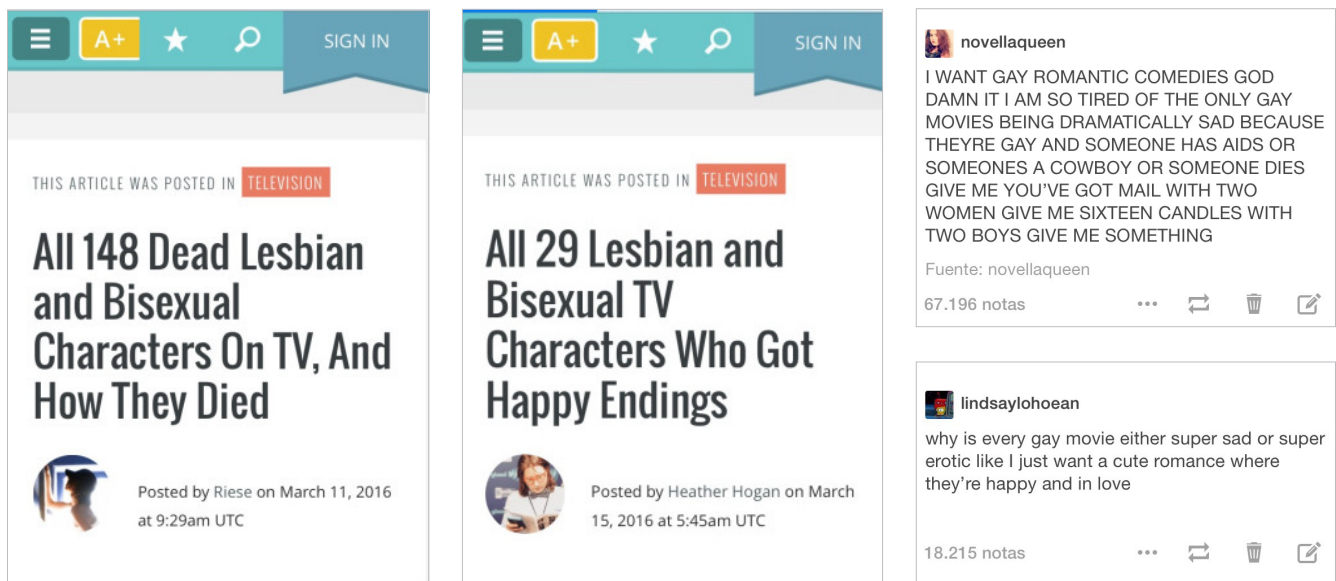 A+
SIGN IN
THIS ARTICLE WAS POSTED IN TELEVISION
All 148 Dead Lesbian
and Bisexual
Characters On TV, And
How They Died
Posted by Riese on March 11, 2016
at 9:29am UTC
A+
SIGN IN
THIS ARTICLE WAS POSTED IN TELEVISION
All 29 Lesbian and
Bisexual TV
Characters Who Got
Happy Endings
Posted by Heather Hogan on March
15, 2016 at 5:45am UTC
novellaqueen
I WANT GAY ROMANTIC COMEDIES GOD
DAMN IT I AM SO TIRED OF THE ONLY GAY
MOVIES BEING DRAMATICALLY SAD BECAUSE
THEYRE GAY AND SOMEONE HAS AIDS OR
SOMEONES A COWBOY OR SOMEONE DIES
GIVE ME YOU’VE GOT MAIL WITH TWO
WOMEN GIVE ME SIXTEEN CANDLES WITH
TWO BOYS GIVE ME SOMETHING
Fuente: novellaqueen
67.196 notas
lindsaylohoean
why is every gay movie either super sad or super
erotic like I just want a cute romance where
they’re happy and in love
18.215 notas